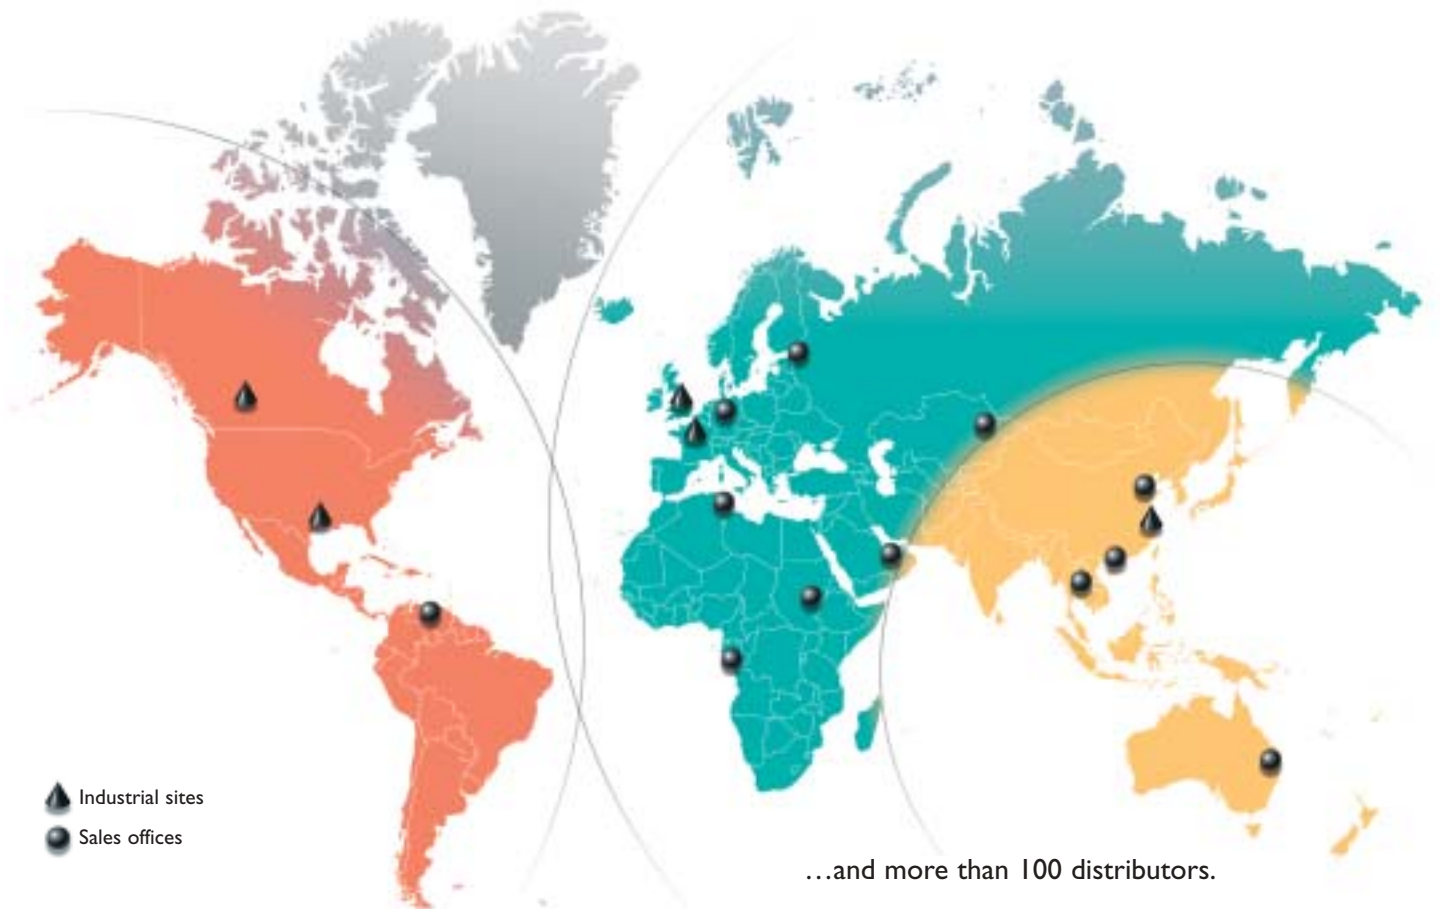 Industrial sites
Sales offices
…and more than 100 distributors.